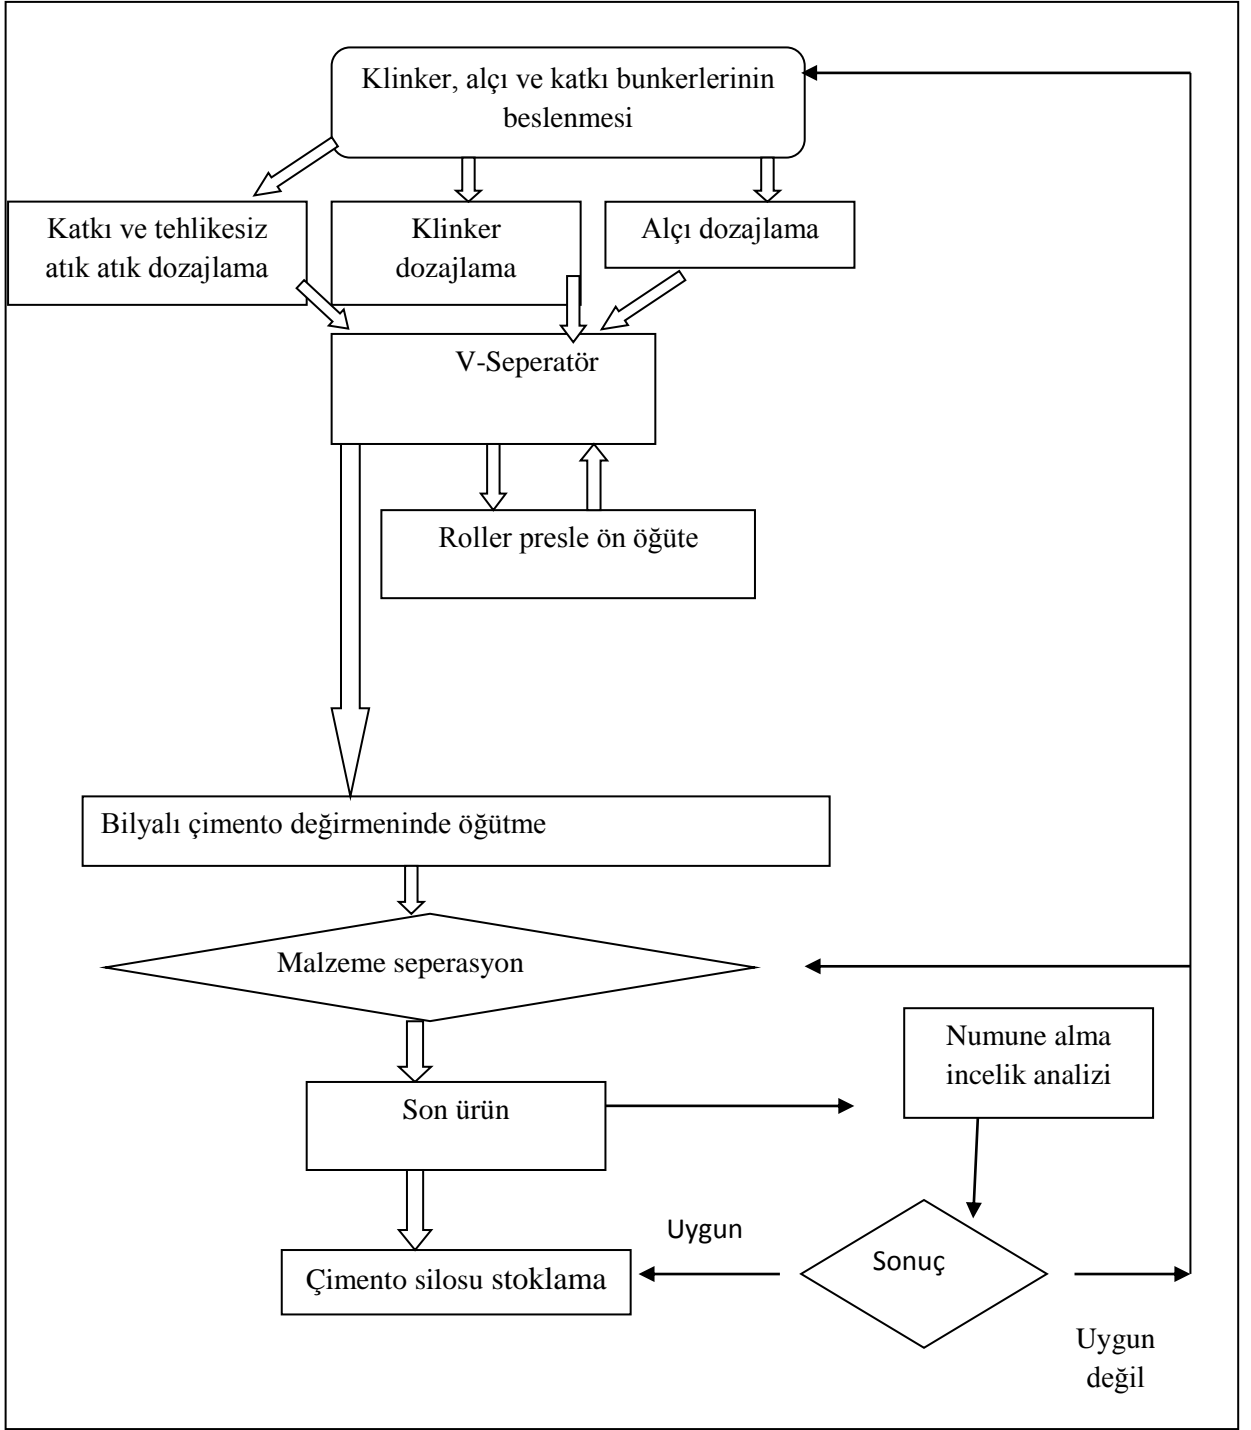 Klinker, alçı ve katkı bunkerlerinin
beslenmesi
Katkı ve tehlikesiz
atık atık dozajlama
Klinker
dozajlama
Alçı dozajlama
V-Seperatör
Roller presle ön öğüte
Bilyalı çimento değirmeninde öğütme
Malzeme seperasyon
Numune alma
incelik analizi
Son ürün
Uygun
Sonuç
Çimento silosu stoklama
Uygun
değil